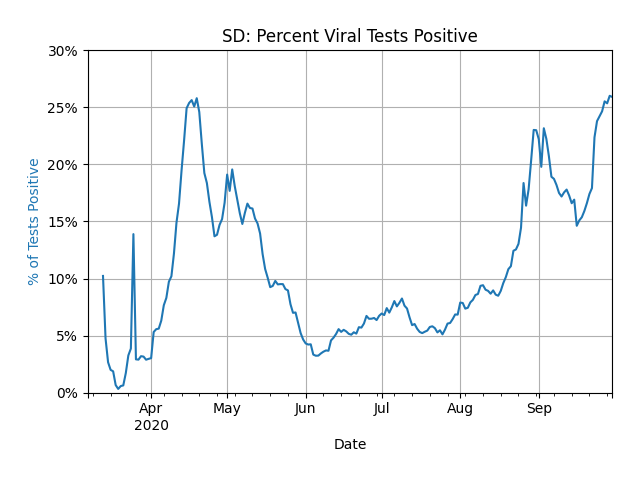 SD: Percent Viral Tests Positive
30%
25%
20%
15%
10%
5%
0%
% of Tests Positive
Apr May Jun Jul Aug Sep
2020
Date